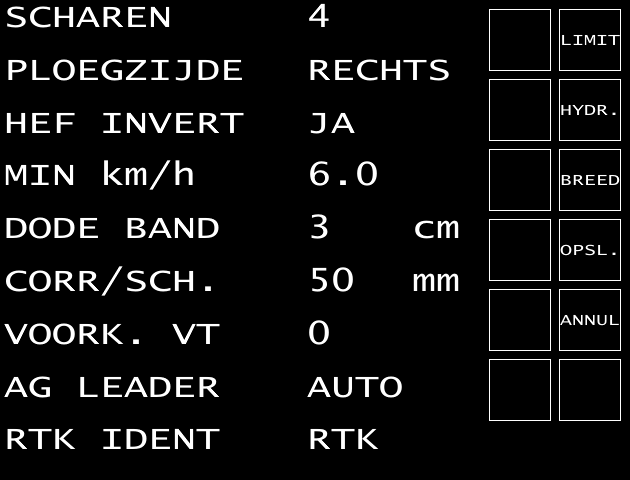 SCHAREN 4
PLOEGZIJDE RECHTS
HEF INVERT JA
MIN km/h 6.0
DODE BAND 3 cm
CORR/SCH. 50 mm
VOORK. VT 0
AG LEADER AUTO
RTK IDENT RTK
LIMIT
HYDR.
BREED
OPSL.
ANNUL